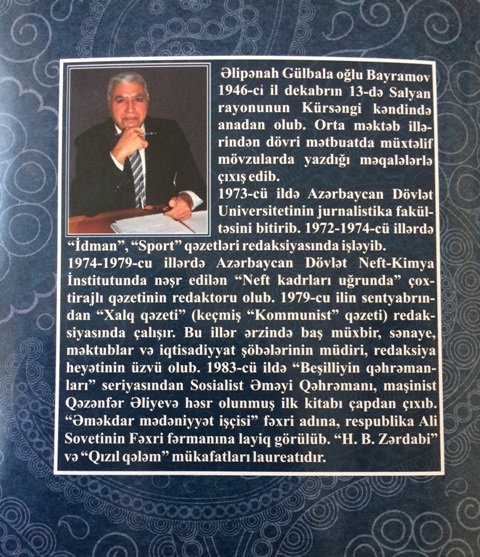 Əlipənah Gülbala oğlu Bayramov
1946-ci il dekabrın 13-də Salyan
rayonunun Kürsəngi kəndində
anadan olub. Orta məktəb illə-
rindən dövri mətbuatda müxtəlif
mövzularda yazdığı məqalələrlə
çıxış edib.
1973-cü ildə Azərbaycan Dövlət
Universitetinin jurnalistika fakül-
təsini bitirib. 1972-1974-cü illərdə
“İdman”, “Sport” qəzetləri redaksiyasında işləyib.
1974-1979-cu illərdə Azərbaycan Dövlət Neft-Kimya
İnstitutunda nəşr edilən “Neft kadrları uğrunda” çox-
tirajlı qəzetinin redaktoru olub. 1979-cu ilin sentyabrın-
dan “Xalq qəzeti” (keçmiş “Kommunist” qəzeti) redak-
siyasında çalışır. Bu illər ərzində baş müxbir, sənaye,
məktublar və iqtisadiyyat şöbələrinin müdiri, redaksiya
heyətinin üzvü olub. 1983-cü ildə “Beşilliyin qəhrəman-
ları” seriyasından Sosialist Əməyi Qəhrəmanı, maşinist
Qəzənfər Əliyevə həsr olunmuş ilk kitabı çapdan çıxıb.
“Əməkdar mədəniyyət işçisi” fəxri adına, respublika Ali
Sovetinin Fəxri fərmanına layiq görülüb. “H. B. Zərdabi”
və “Qızıl qələm” mükafatları laureatıdır.